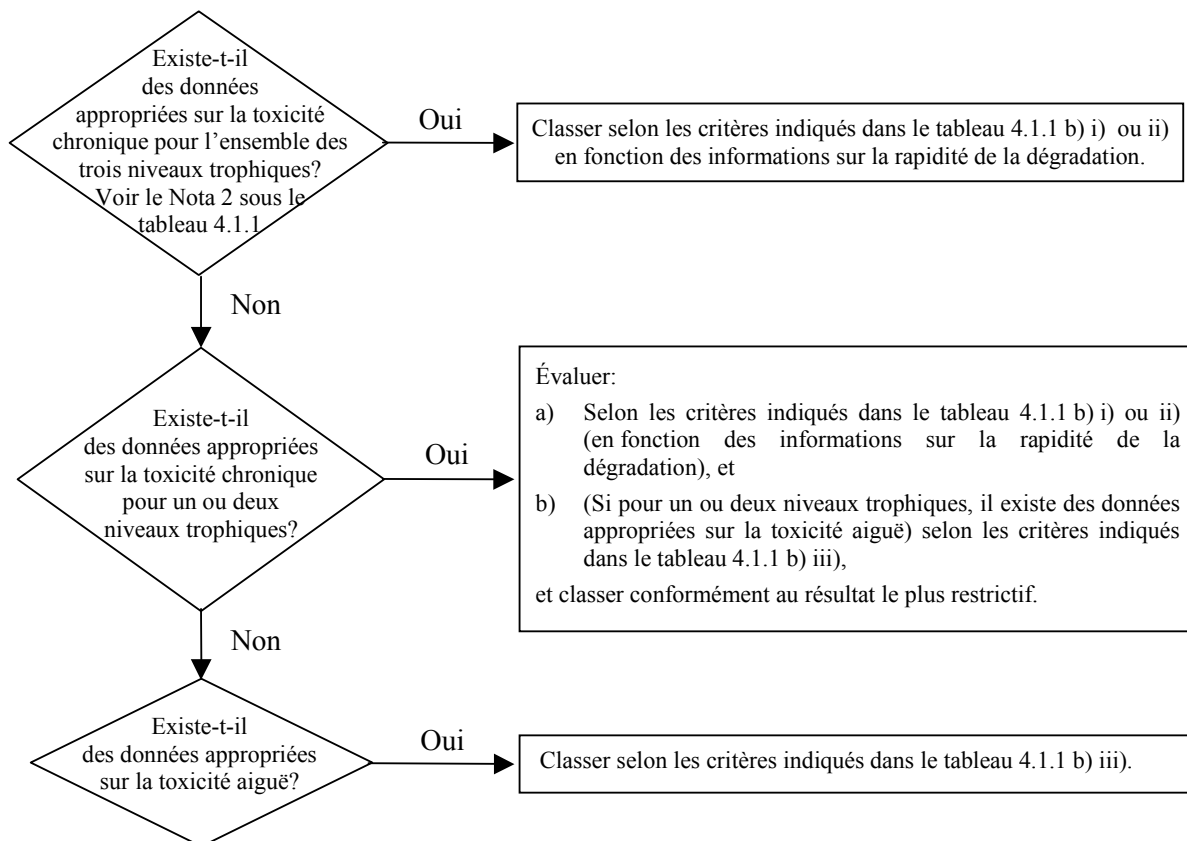 Existe-t-il
des données
appropriées sur la toxicité
chronique pour l'ensemble des
trois niveaux trophiques?
Voir le Nota 2 sous le
tableau 4.1.1
Oui
Classer selon les critères indiqués dans le tableau 4.1.1 b) i) ou ii)
en fonction des informations sur la rapidité de la dégradation.
Non
Existe-t-il
des données appropriées
sur la toxicité chronique
pour un ou deux
niveaux trophiques?
Oui
Évaluer:
a) Selon les critères indiqués dans le tableau 4.1.1 b) i) ou ii)
(en fonction des informations sur la rapidité de la
dégradation), et
b) (Si pour un ou deux niveaux trophiques, il existe des données
appropriées sur la toxicité aiguë) selon les critères indiqués
dans le tableau 4.1.1 b) iii),
et classer conformément au résultat le plus restrictif.
Non
Existe-t-il
des données appropriées
sur la toxicité aiguë?
Oui
Classer selon les critères indiqués dans le tableau 4.1.1 b) iii).